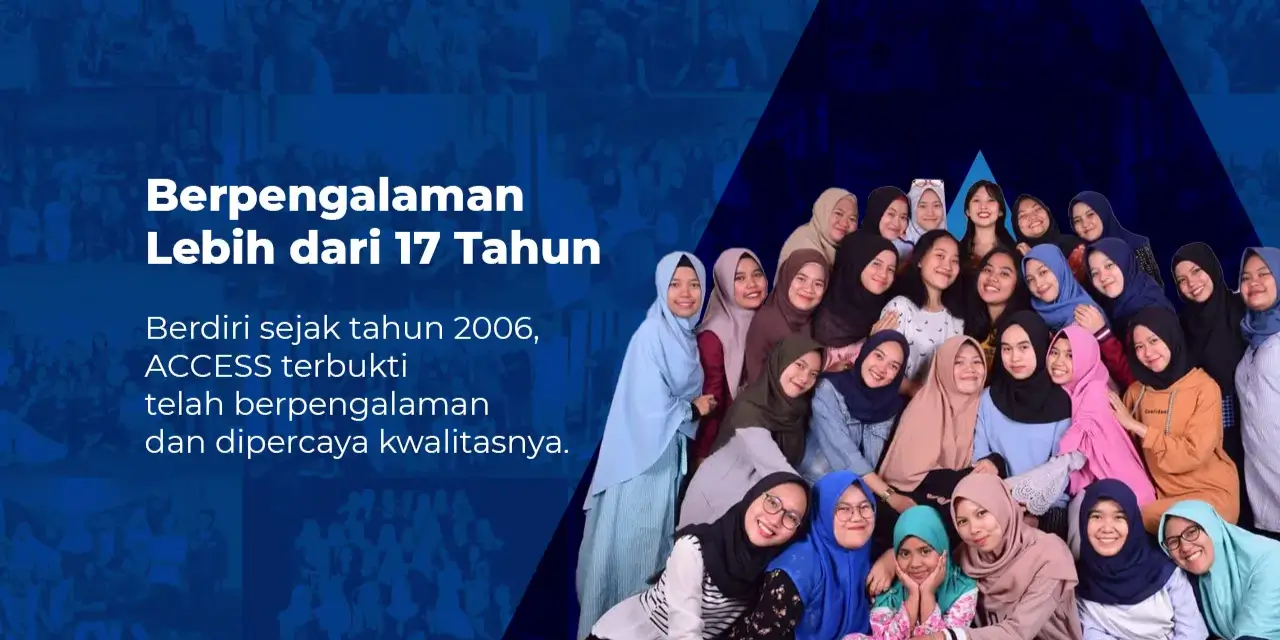 Berpengalaman
Lebih dari 17 Tahun
Berdiri sejak tahun 2006,
ACCESS terbukti
telah berpengalaman
dan dipercaya kwalitasnya.